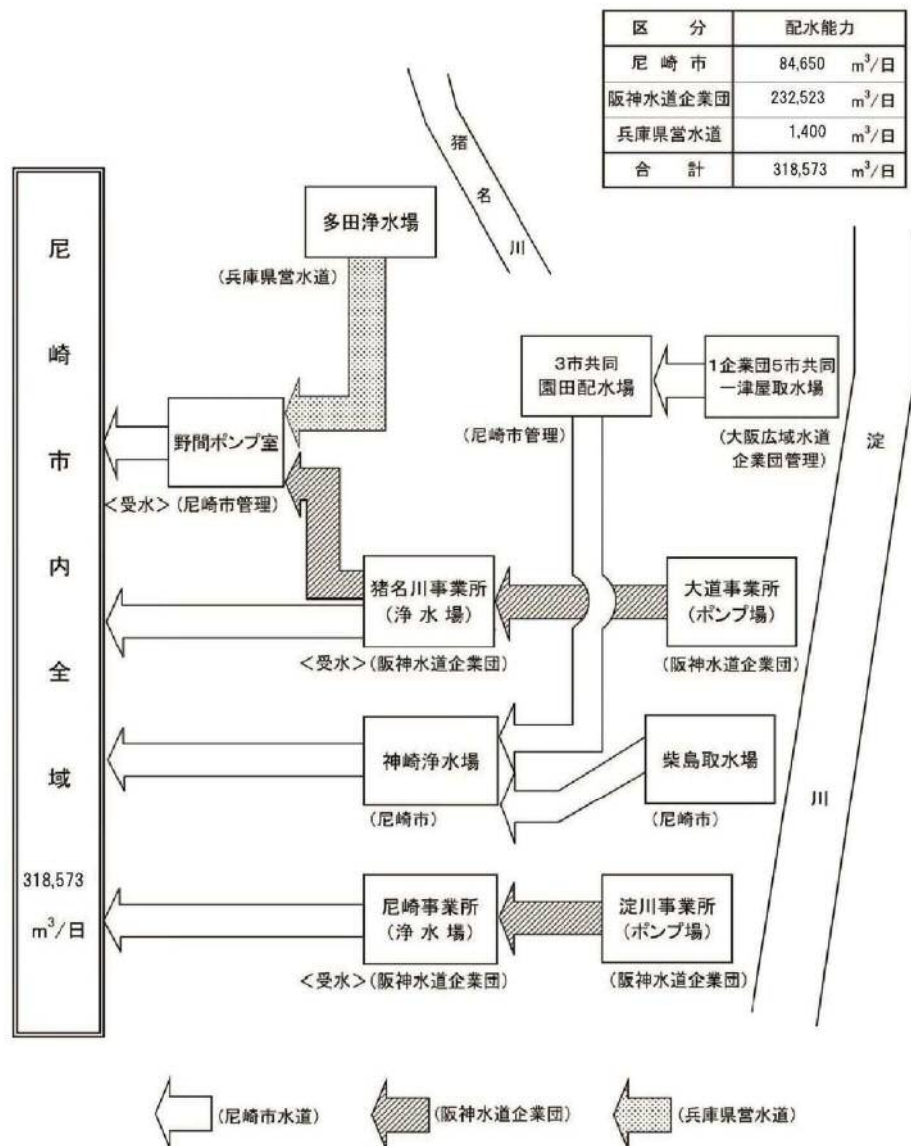 区 分 配水能力
尼 崎 市 84,650 m³/日
阪神水道企業団 232,523 m³/日
兵庫県営水道 1,400 m³/日
合 計 318,573 m³/日
猪名川
多田浄水場
(兵庫県営水道)
尼崎市内全域
318,573
m³/日
3市共同
園田配水場
(尼崎市管理)
1企業団5市共同
一津屋取水場
(大阪広域水道
企業団管理)
淀川
野間ポンプ室
<受水>(尼崎市管理)
猪名川事業所
(浄 水 場)
<受水>(阪神水道企業団)
大道事業所
(ポンプ場)
(阪神水道企業団)
神崎浄水場
(尼崎市)
柴島取水場
(尼崎市)
尼崎事業所
(浄 水 場)
<受水>(阪神水道企業団)
淀川事業所
(ポンプ場)
(阪神水道企業団)
(尼崎市水道)
(阪神水道企業団)
(兵庫県営水道)